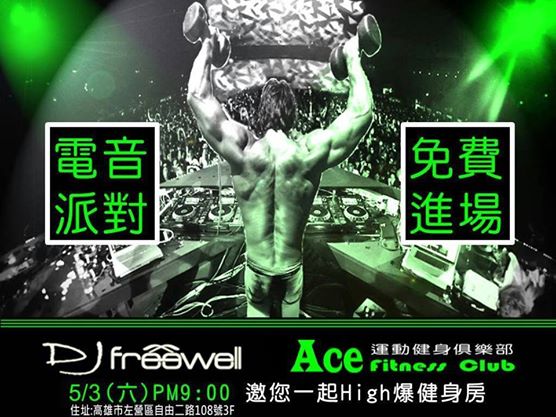 電音
派對
免費
進場
DJ freewell
Ace 運動健身俱樂部
Fitness Club
5/3(六)PM9:00 邀您一起High爆健身房
住址:高雄市左營區自由二路108號3F